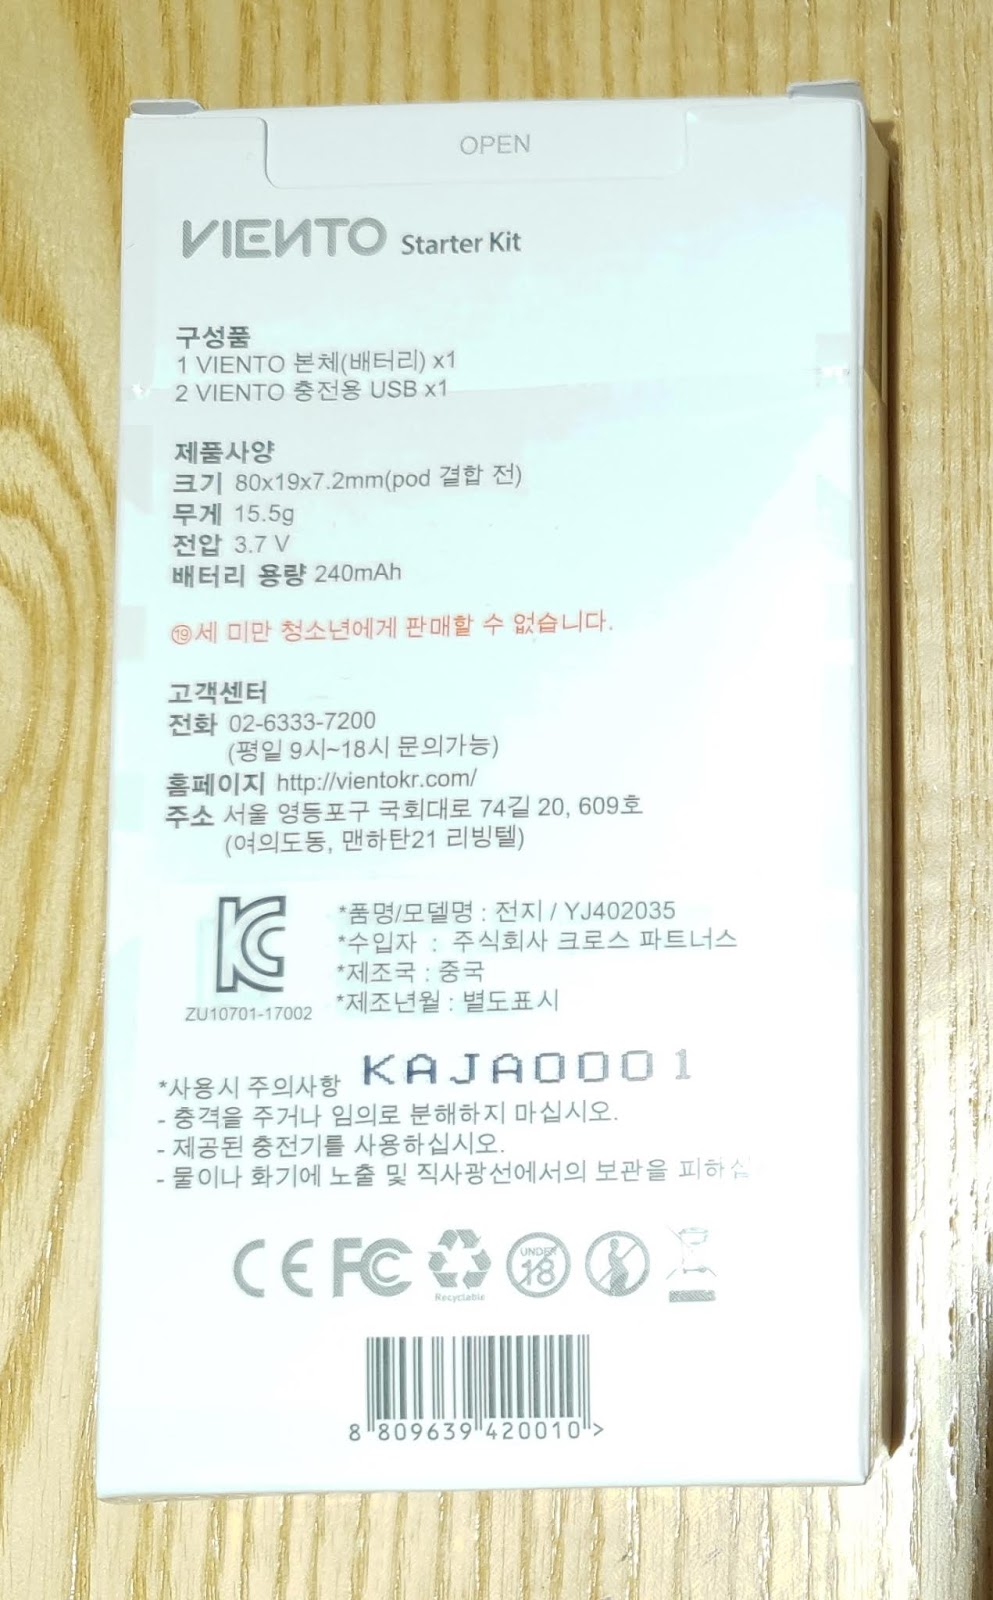 OPEN
VIENTO Starter Kit
구성품
1 VIENTO 본체(배터리) x1
2 VIENTO 충전용 USB x1
제품사양
크기 80x19x7.2mm(pod 결합 전)
무게 15.5g
전압 3.7 V
배터리 용량 240mAh
⑲세 미만 청소년에게 판매할 수 없습니다.
고객센터
전화 02-6333-7200
(평일 9시~18시 문의가능)
홈페이지 http://vientokr.com/
주소 서울 영등포구 국회대로 74길 20, 609호
(여의도동, 맨하탄21 리빙텔)
*품명/모델명 : 전지 / YJ402035
*수입자 : 주식회사 크로스 파트너스
*제조국 : 중국
*제조년월 : 별도표시
KC
ZU10701-17002
KAJA0001
*사용시 주의사항
- 충격을 주거나 임의로 분해하지 마십시오.
- 제공된 충전기를 사용하십시오.
- 물이나 화기에 노출 및 직사광선에서의 보관을 피하십
CE FC Recyclable UNDER 18
8 809639 420010 >